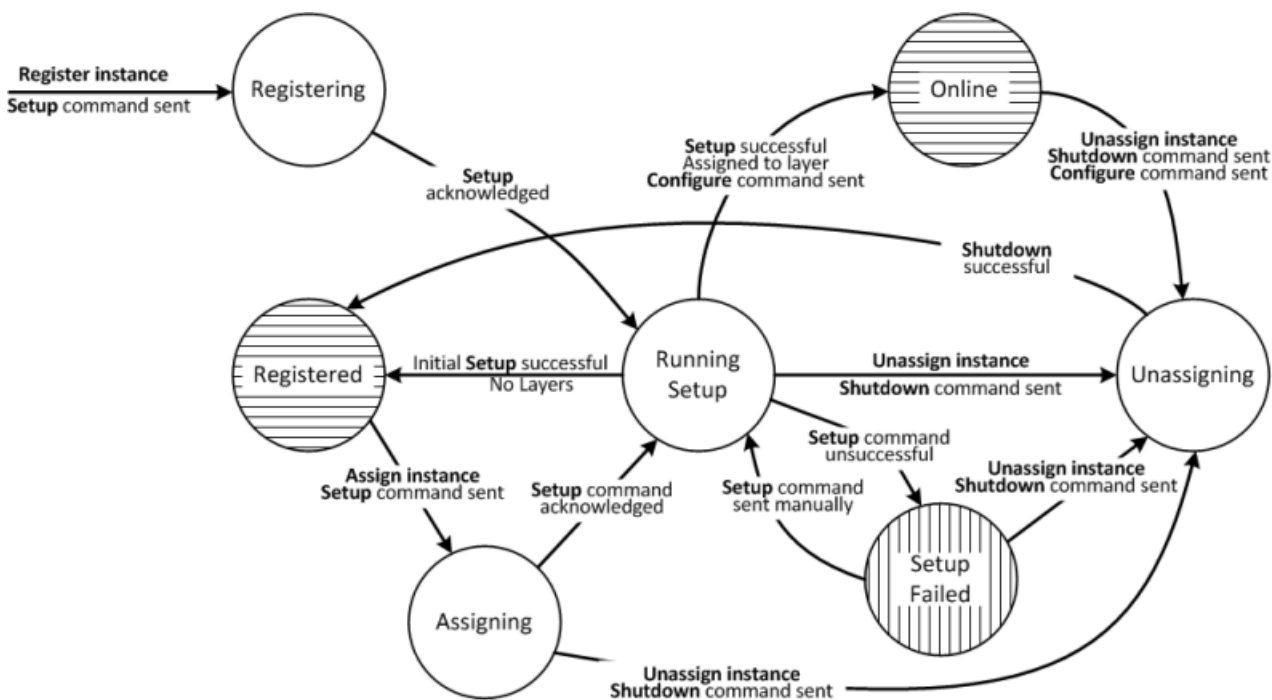 Register instance
Setup command sent
Registering
Online
Setup
acknowledged
Setup successful
Assigned to layer
Configure command sent
Unassign instance
Shutdown command sent
Configure command sent
Shutdown
successful
Registered
Initial Setup successful
No Layers
Running
Setup
Unassign instance
Shutdown command sent
Unassigning
Assign instance
Setup command sent
Setup command
acknowledged
Setup command
unsuccessful
Setup command
sent manually
Unassign instance
Shutdown command sent
Setup
Failed
Assigning
Unassign instance
Shutdown command sent